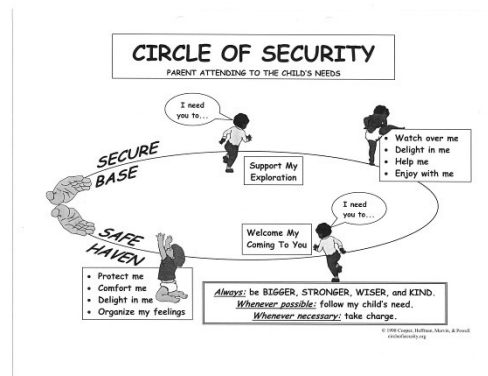 CIRCLE OF SECURITY
PARENT ATTENDING TO THE CHILD'S NEEDS
I need
you to...
SECURE
BASE
Support My
Exploration
• Watch over me
• Delight in me
• Help me
• Enjoy with me
I need
you to...
Welcome My
Coming To You
SAFE
HAVEN
• Protect me
• Comfort me
• Delight in me
• Organize my feelings
Always: be BIGGER, STRONGER, WISER, and KIND.
Whenever possible: follow my child's need.
Whenever necessary: take charge.
© 1998 Cooper, Hoffman, Marvin, & Powell
circleofsecurity.org